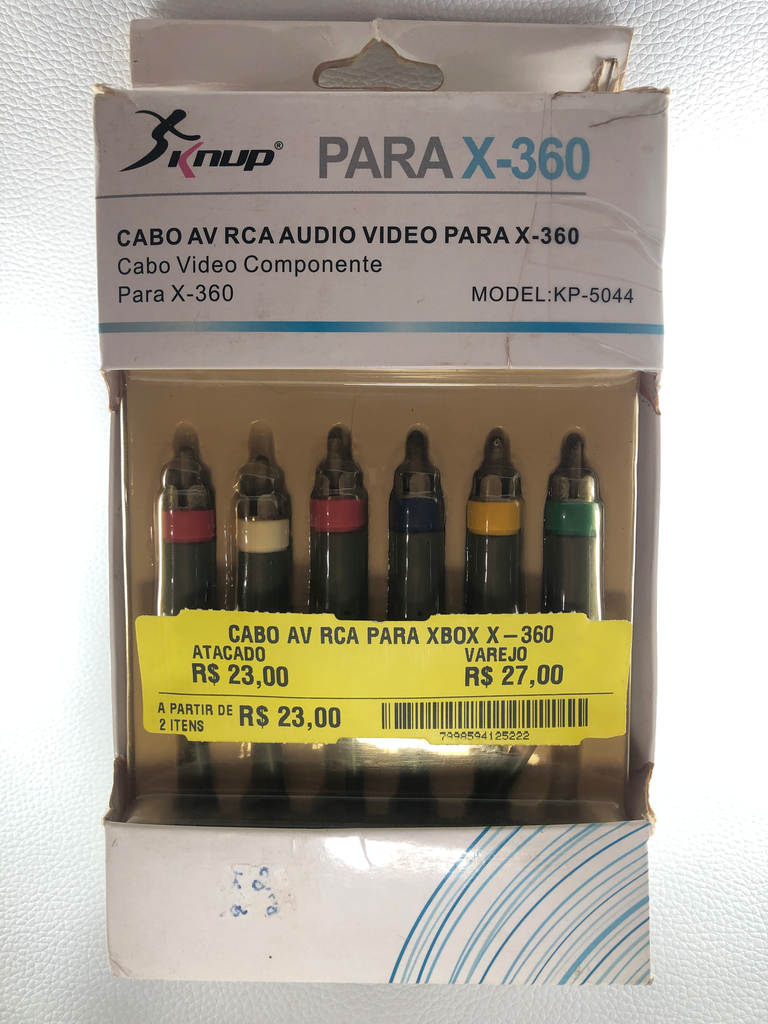 Knup® PARA X-360
CABO AV RCA AUDIO VIDEO PARA X-360
Cabo Video Componente
Para X-360 MODEL:KP-5044
CABO AV RCA PARA XBOX X-360
ATACADO VAREJO
R$ 23,00 R$ 27,00
A PARTIR DE
2 ITENS R$ 23,00
7998594125222